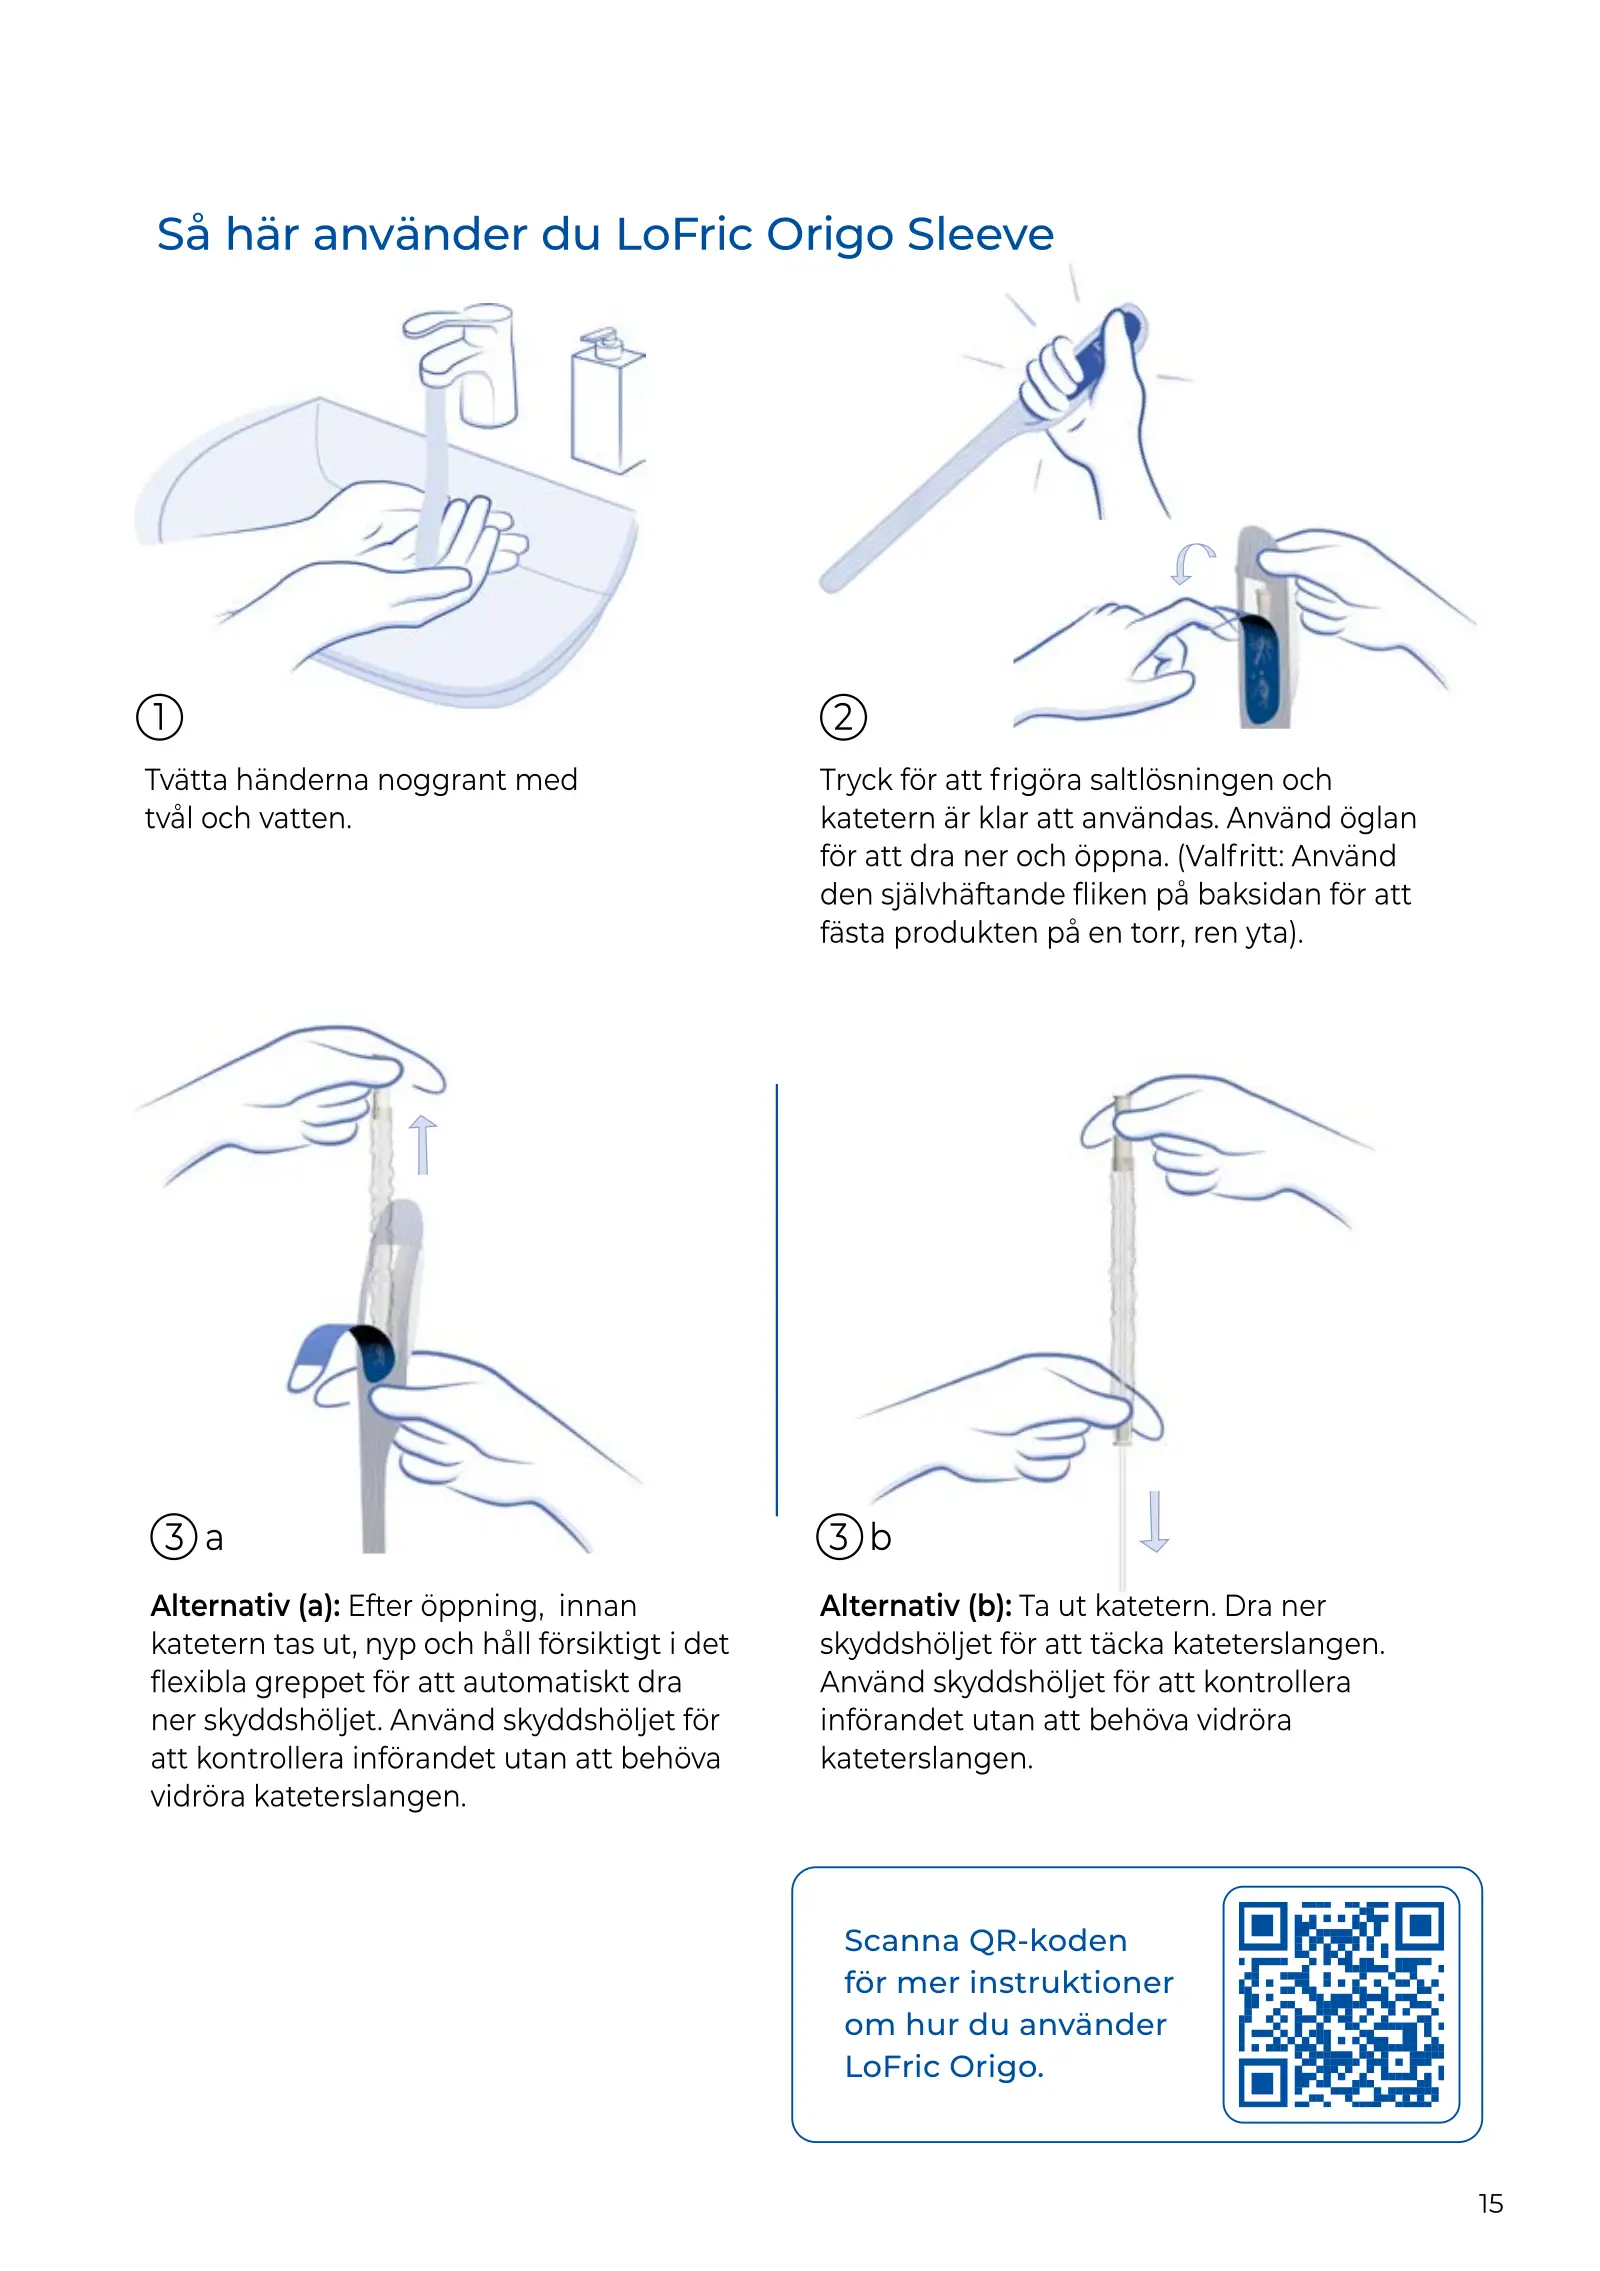 Så här använder du LoFric Origo Sleeve
1
Tvätta händerna noggrant med
tvål och vatten.
2
Tryck för att frigöra saltlösningen och
katetern är klar att användas. Använd öglan
för att dra ner och öppna. (Valfritt: Använd
den självhäftande fliken på baksidan för att
fästa produkten på en torr, ren yta).
3 a
Alternativ (a): Efter öppning, innan
katetern tas ut, nyp och håll försiktigt i det
flexibla greppet för att automatiskt dra
ner skyddshöljet. Använd skyddshöljet för
att kontrollera införandet utan att behöva
vidröra kateterslangen.
3 b
Alternativ (b): Ta ut katetern. Dra ner
skyddshöljet för att täcka kateterslangen.
Använd skyddshöljet för att kontrollera
införandet utan att behöva vidröra
kateterslangen.
Scanna QR-koden
för mer instruktioner
om hur du använder
LoFric Origo.
15